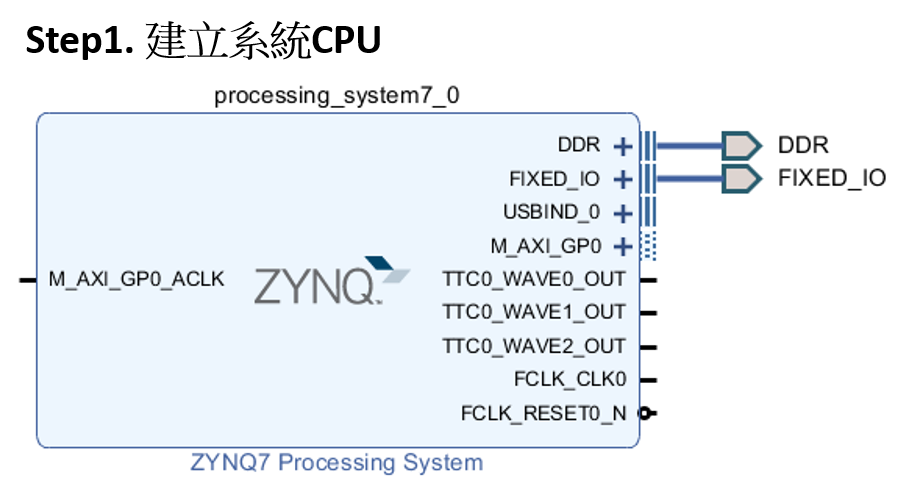 Step1. 建立系統CPU
processing_system7_0
DDR
DDR
FIXED_IO
FIXED_IO
USBIND_0
M_AXI_GP0
M_AXI_GP0_ACLK
ZYNQ™
TTC0_WAVE0_OUT
TTC0_WAVE1_OUT
TTC0_WAVE2_OUT
FCLK_CLK0
FCLK_RESET0_N
ZYNQ7 Processing System